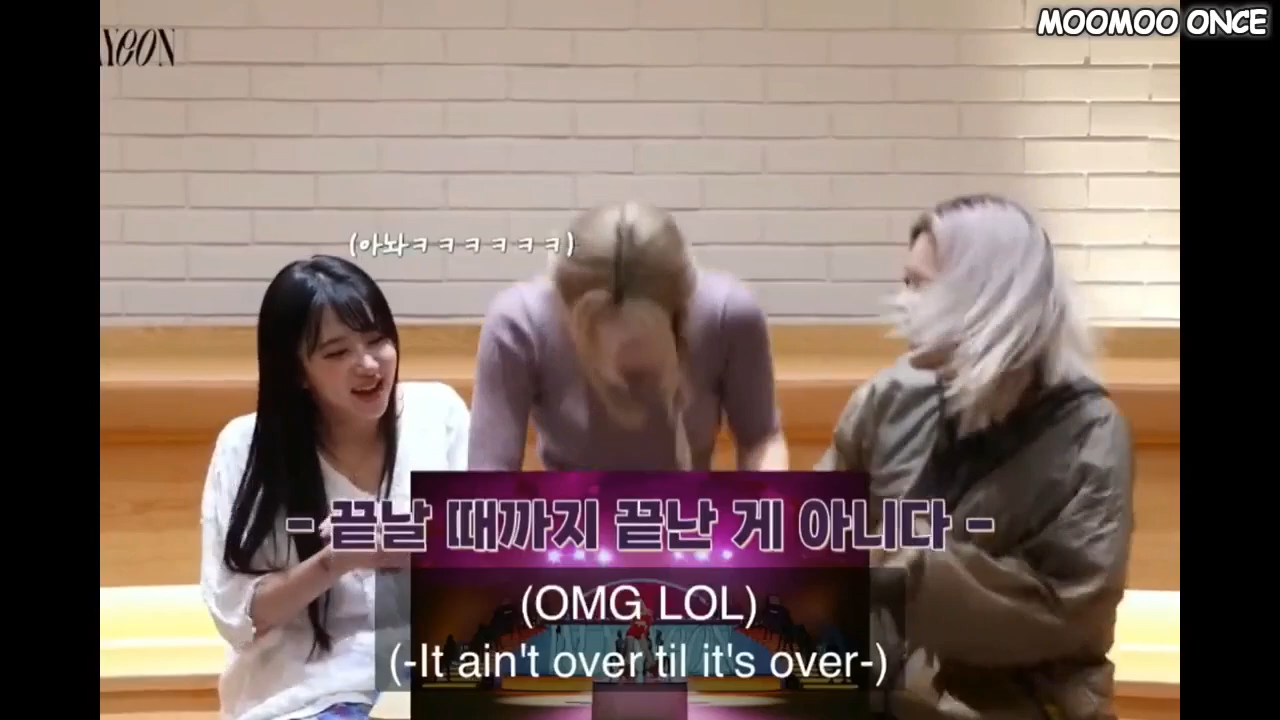 YEON
MOOMOO ONCE
(아놔ㅋㅋㅋㅋㅋㅋ)
- 끝날 때까지 끝난 게 아니다 -
(OMG LOL)
(-It ain't over til it's over-)